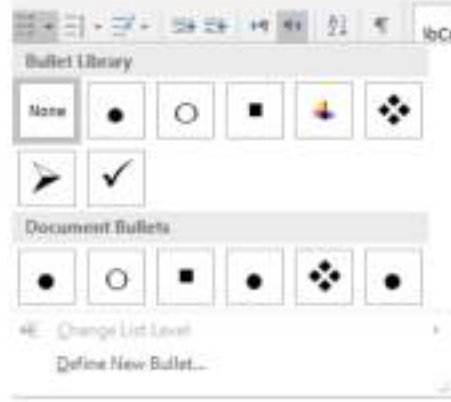 Bullet Library
None
Document Bullets
Change List Level
Define New Bullet...